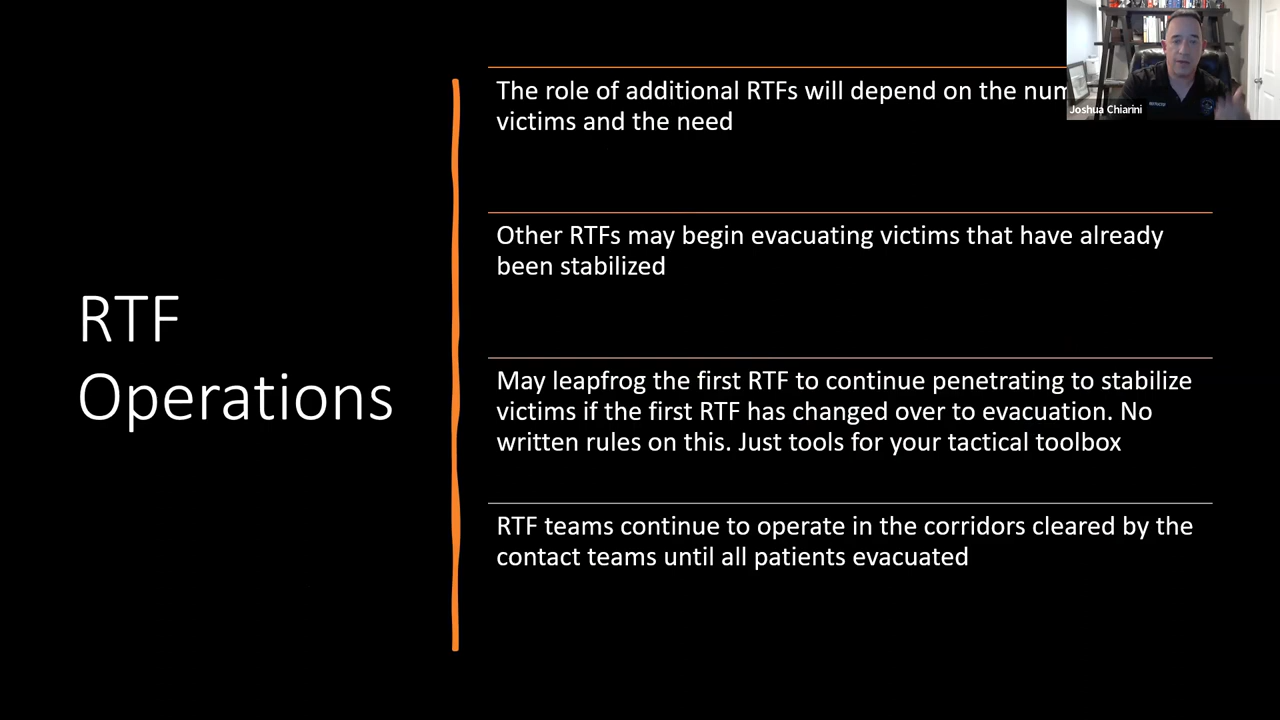 The role of additional RTFs will depend on the
victims and the need
Joshua Chiarini
Other RTFs may begin evacuating victims that have already
been stabilized
RTF
Operations
May leapfrog the first RTF to continue penetrating to stabilize
victims if the first RTF has changed over to evacuation. No
written rules on this. Just tools for your tactical toolbox
RTF teams continue to operate in the corridors cleared by the
contact teams until all patients evacuated